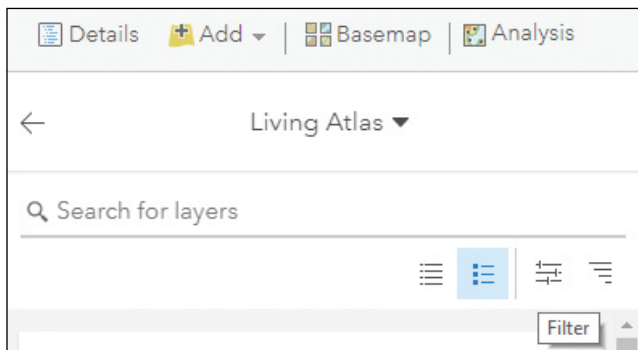 Details Add Basemap Analysis
Living Atlas
Search for layers
Filter